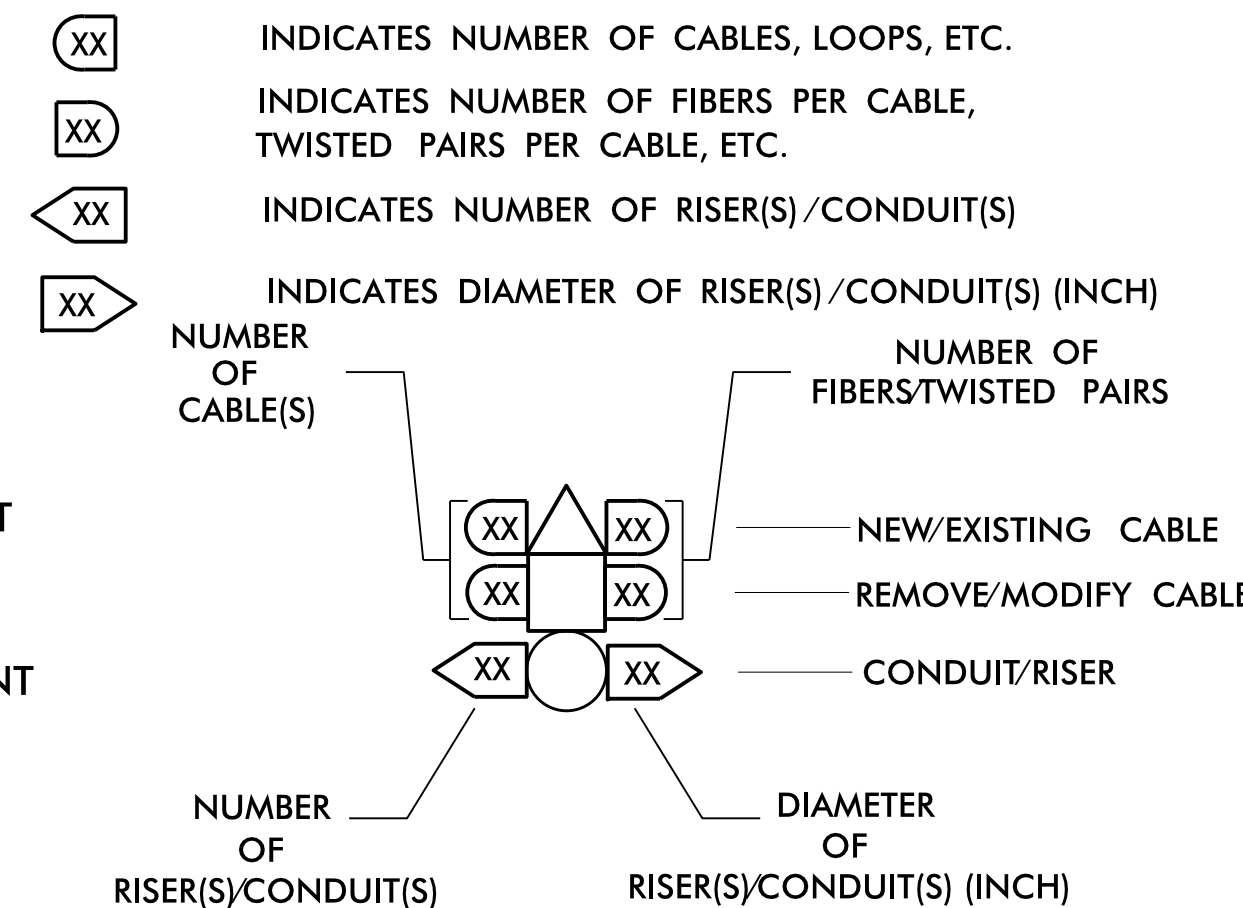 XX INDICATES NUMBER OF CABLES, LOOPS, ETC.
XX INDICATES NUMBER OF FIBERS PER CABLE,
TWISTED PAIRS PER CABLE, ETC.
XX INDICATES NUMBER OF RISER(S)/CONDUIT(S)
XX INDICATES DIAMETER OF RISER(S)/CONDUIT(S) (INCH)
NUMBER
OF
CABLE(S)
NUMBER OF
FIBERS/TWISTED PAIRS
T
XX XX NEW/EXISTING CABLE
XX XX REMOVE/MODIFY CABLE
NT
XX XX CONDUIT/RISER
NUMBER
OF
RISER(S)/CONDUIT(S)
DIAMETER
OF
RISER(S)/CONDUIT(S) (INCH)